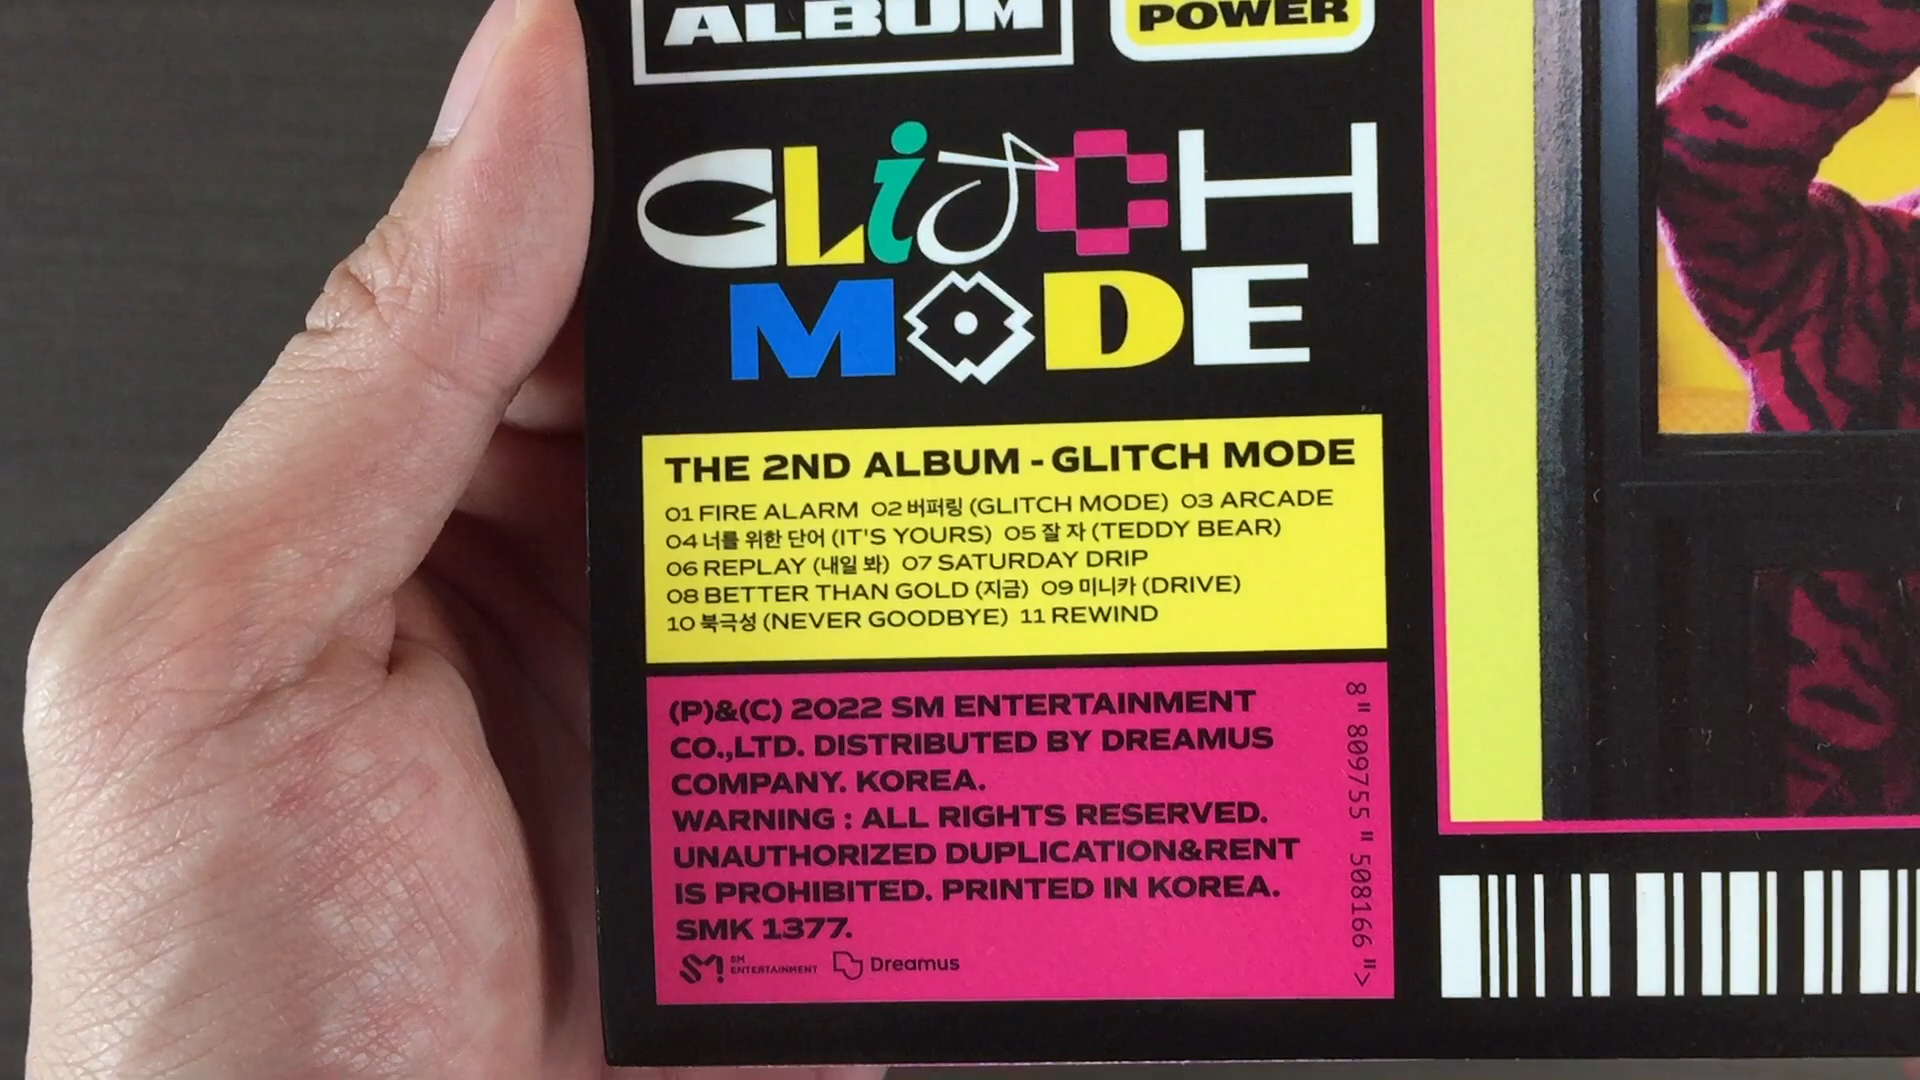 ALBUM
POWER
GLiTCH
MODE
THE 2ND ALBUM - GLITCH MODE
01 FIRE ALARM 02 버퍼링 (GLITCH MODE) 03 ARCADE
04 너를 위한 단어 (IT'S YOURS) 05 잘 자 (TEDDY BEAR)
06 REPLAY (내일 봐) 07 SATURDAY DRIP
08 BETTER THAN GOLD (지금) 09 미니카 (DRIVE)
10 북극성 (NEVER GOODBYE) 11 REWIND
(P)&(C) 2022 SM ENTERTAINMENT
CO.,LTD. DISTRIBUTED BY DREAMUS
COMPANY. KOREA.
WARNING : ALL RIGHTS RESERVED.
UNAUTHORIZED DUPLICATION&RENT
IS PROHIBITED. PRINTED IN KOREA.
SMK 1377.
SM ENTERTAINMENT Dreamus
8 " 809755 " 508166 " >